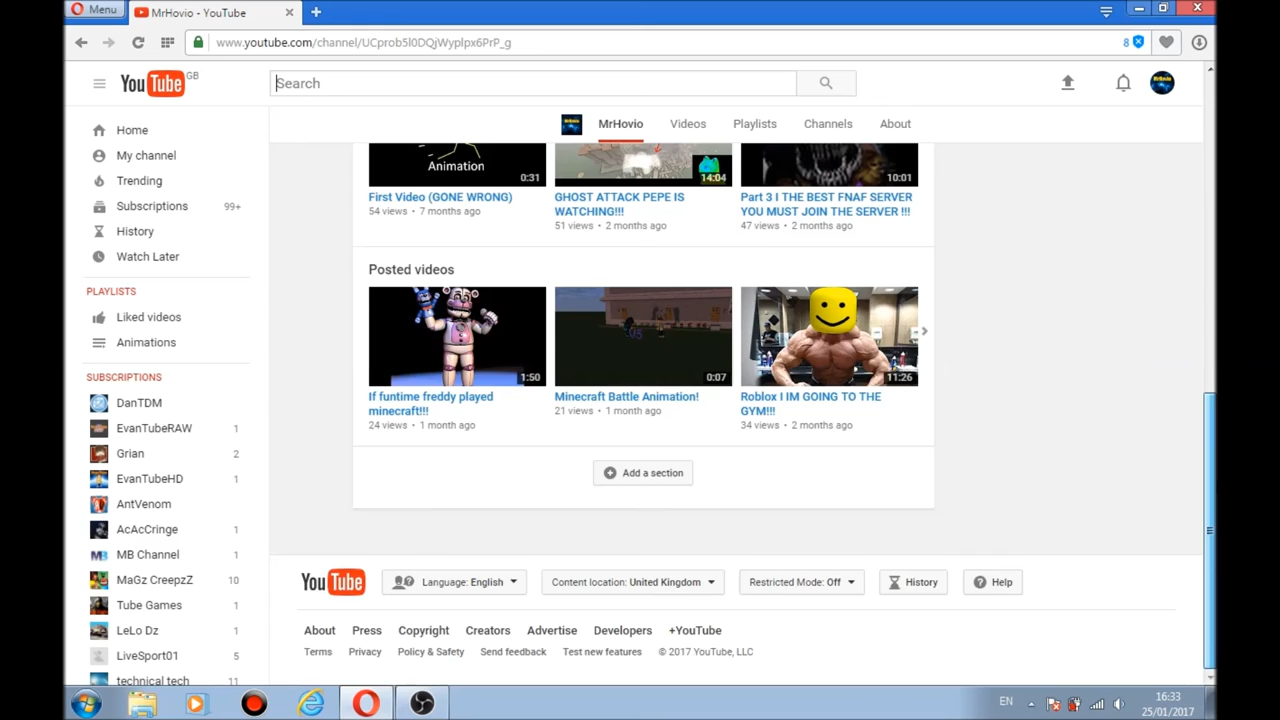 Menu
MrHovio - YouTube
www.youtube.com/channel/UCprob5l0DQjWyplpx6PrP_g
8
YouTube GB
Search
MrHovio
Videos
Playlists
Channels
About
Home
My channel
Trending
Subscriptions 99+
History
Watch Later
PLAYLISTS
Liked videos
Animations
SUBSCRIPTIONS
DanTDM
EvanTubeRAW 1
Grian 2
EvanTubeHD 1
AntVenom
AcAcCringe 1
MB Channel 1
MaGz CreepzZ 10
Tube Games 1
LeLo Dz 1
LiveSport01 5
technical tech 11
Animation
0:31
First Video (GONE WRONG)
54 views • 7 months ago
14:04
GHOST ATTACK PEPE IS
WATCHING!!!
51 views • 2 months ago
10:01
Part 3 I THE BEST FNAF SERVER
YOU MUST JOIN THE SERVER !!!
47 views • 2 months ago
Posted videos
1:50
If funtime freddy played
minecraft!!!
24 views • 1 month ago
0:07
Minecraft Battle Animation!
21 views • 1 month ago
11:26
Roblox I IM GOING TO THE
GYM!!!
34 views • 2 months ago
Add a section
YouTube
Language: English
Content location: United Kingdom
Restricted Mode: Off
History
Help
About Press Copyright Creators Advertise Developers +YouTube
Terms Privacy Policy & Safety Send feedback Test new features © 2017 YouTube, LLC
EN
16:33
25/01/2017